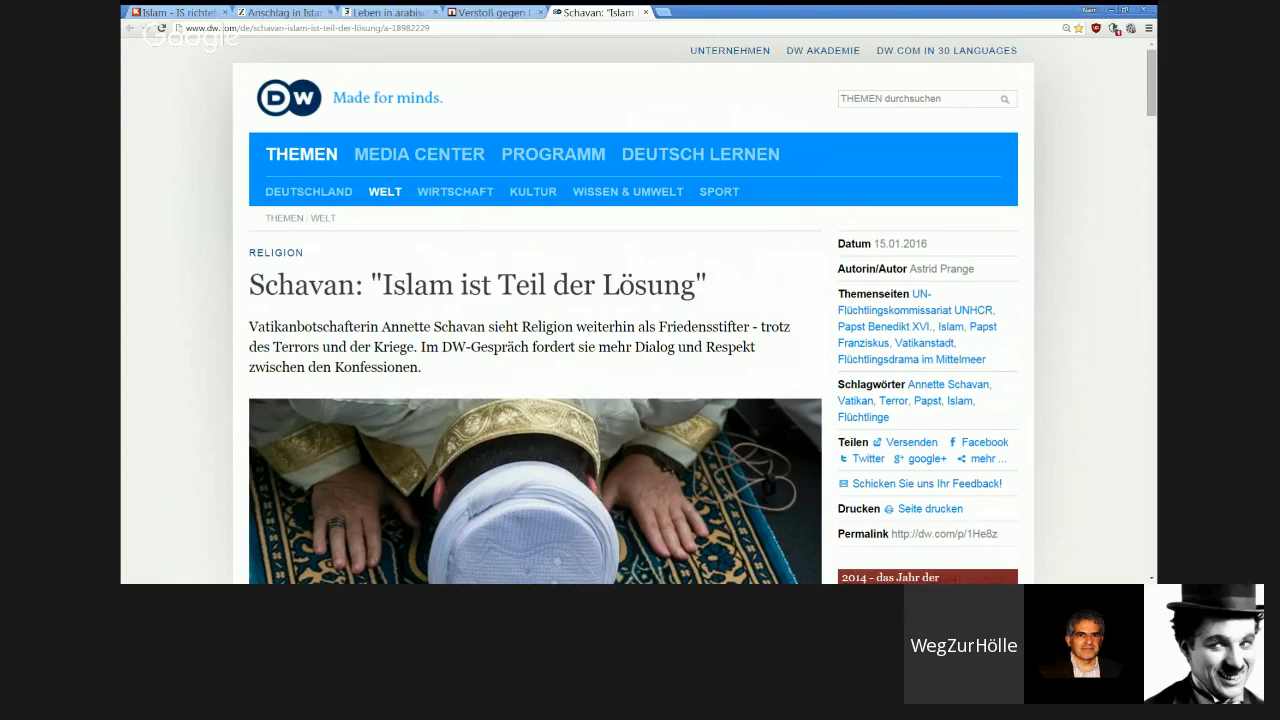 Islam - IS richtet
Anschlag in Istan
Leben in arabisc
Verstoß gegen
Schavan: "Islam i
Naim
Google
www.dw.com/de/schavan-islam-ist-teil-der-lösung/a-18982229
UNTERNEHMEN DW AKADEMIE DW.COM IN 30 LANGUAGES
DW Made for minds.
THEMEN durchsuchen
THEMEN MEDIA CENTER PROGRAMM DEUTSCH LERNEN
DEUTSCHLAND WELT WIRTSCHAFT KULTUR WISSEN & UMWELT SPORT
THEMEN / WELT
RELIGION
Schavan: "Islam ist Teil der Lösung"
Vatikanbotschafterin Annette Schavan sieht Religion weiterhin als Friedensstifter - trotz
des Terrors und der Kriege. Im DW-Gespräch fordert sie mehr Dialog und Respekt
zwischen den Konfessionen.
Datum 15.01.2016
Autorin/Autor Astrid Prange
Themenseiten UN-
Flüchtlingskommissariat UNHCR,
Papst Benedikt XVI., Islam, Papst
Franziskus, Vatikanstadt,
Flüchtlingsdrama im Mittelmeer
Schlagwörter Annette Schavan,
Vatikan, Terror, Papst, Islam,
Flüchtlinge
Teilen Versenden Facebook
Twitter google+ mehr ...
Schicken Sie uns Ihr Feedback!
Drucken Seite drucken
Permalink http://dw.com/p/1He8z
2014 - das Jahr der
WegZurHölle